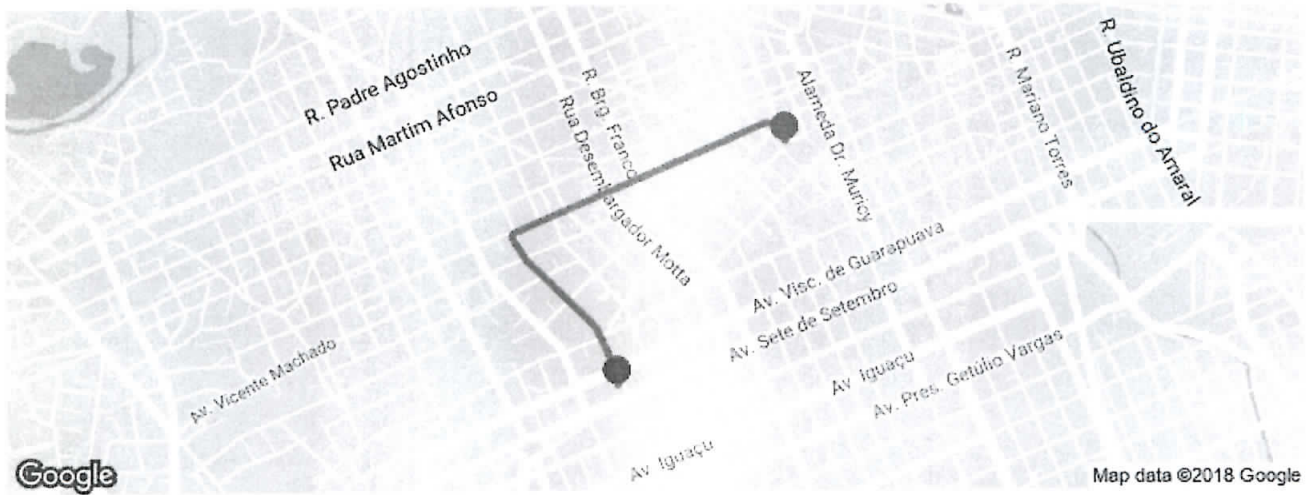 R. Padre Agostinho
Rua Martim Afonso
R. Brg. Franco
Rua Desembargador Motta
Alameda Dr. Muricy
R. Mariano Torres
R. Ubaldino do Amaral
Av. Visc. de Guarapuava
Av. Sete de Setembro
Av. Vicente Machado
Av. Iguaçu
Av. Pres. Getúlio Vargas
Av. Iguaçu
Google
Map data ©2018 Google